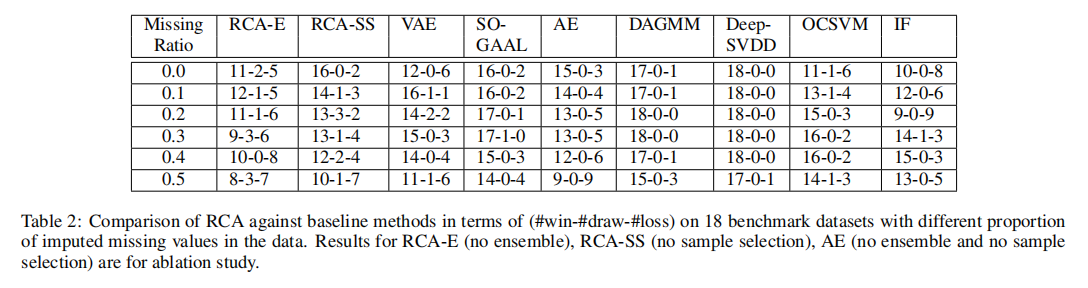 Missing Ratio RCA-E RCA-SS VAE SO-GAAL AE DAGMM Deep-SVDD OCSVM IF
0.0 11-2-5 16-0-2 12-0-6 16-0-2 15-0-3 17-0-1 18-0-0 11-1-6 10-0-8
0.1 12-1-5 14-1-3 16-1-1 16-0-2 14-0-4 17-0-1 18-0-0 13-1-4 12-0-6
0.2 11-1-6 13-3-2 14-2-2 17-0-1 13-0-5 18-0-0 18-0-0 15-0-3 9-0-9
0.3 9-3-6 13-1-4 15-0-3 17-1-0 13-0-5 18-0-0 18-0-0 16-0-2 14-1-3
0.4 10-0-8 12-2-4 14-0-4 15-0-3 12-0-6 17-0-1 18-0-0 16-0-2 15-0-3
0.5 8-3-7 10-1-7 11-1-6 14-0-4 9-0-9 15-0-3 17-0-1 14-1-3 13-0-5
Table 2: Comparison of RCA against baseline methods in terms of (#win-#draw-#loss) on 18 benchmark datasets with different proportion
of imputed missing values in the data. Results for RCA-E (no ensemble), RCA-SS (no sample selection), AE (no ensemble and no sample
selection) are for ablation study.